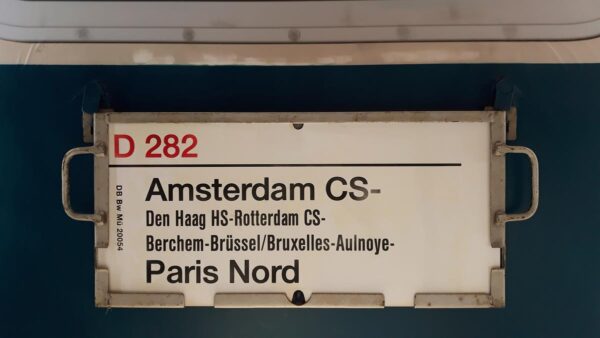 D 282
Amsterdam CS-
Den Haag HS-Rotterdam CS-
Berchem-Brüssel/Bruxelles-Aulnoye-
Paris Nord
DB Bw Mü 20054